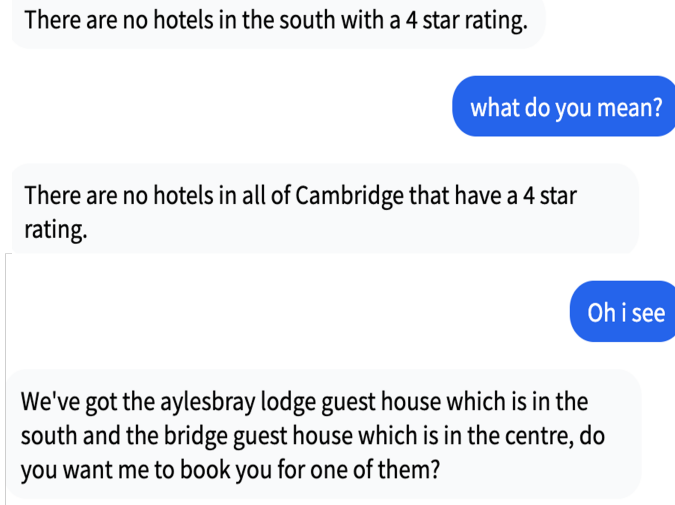 There are no hotels in the south with a 4 star rating.
what do you mean?
There are no hotels in all of Cambridge that have a 4 star
rating.
Oh i see
We've got the aylesbray lodge guest house which is in the
south and the bridge guest house which is in the centre, do
you want me to book you for one of them?